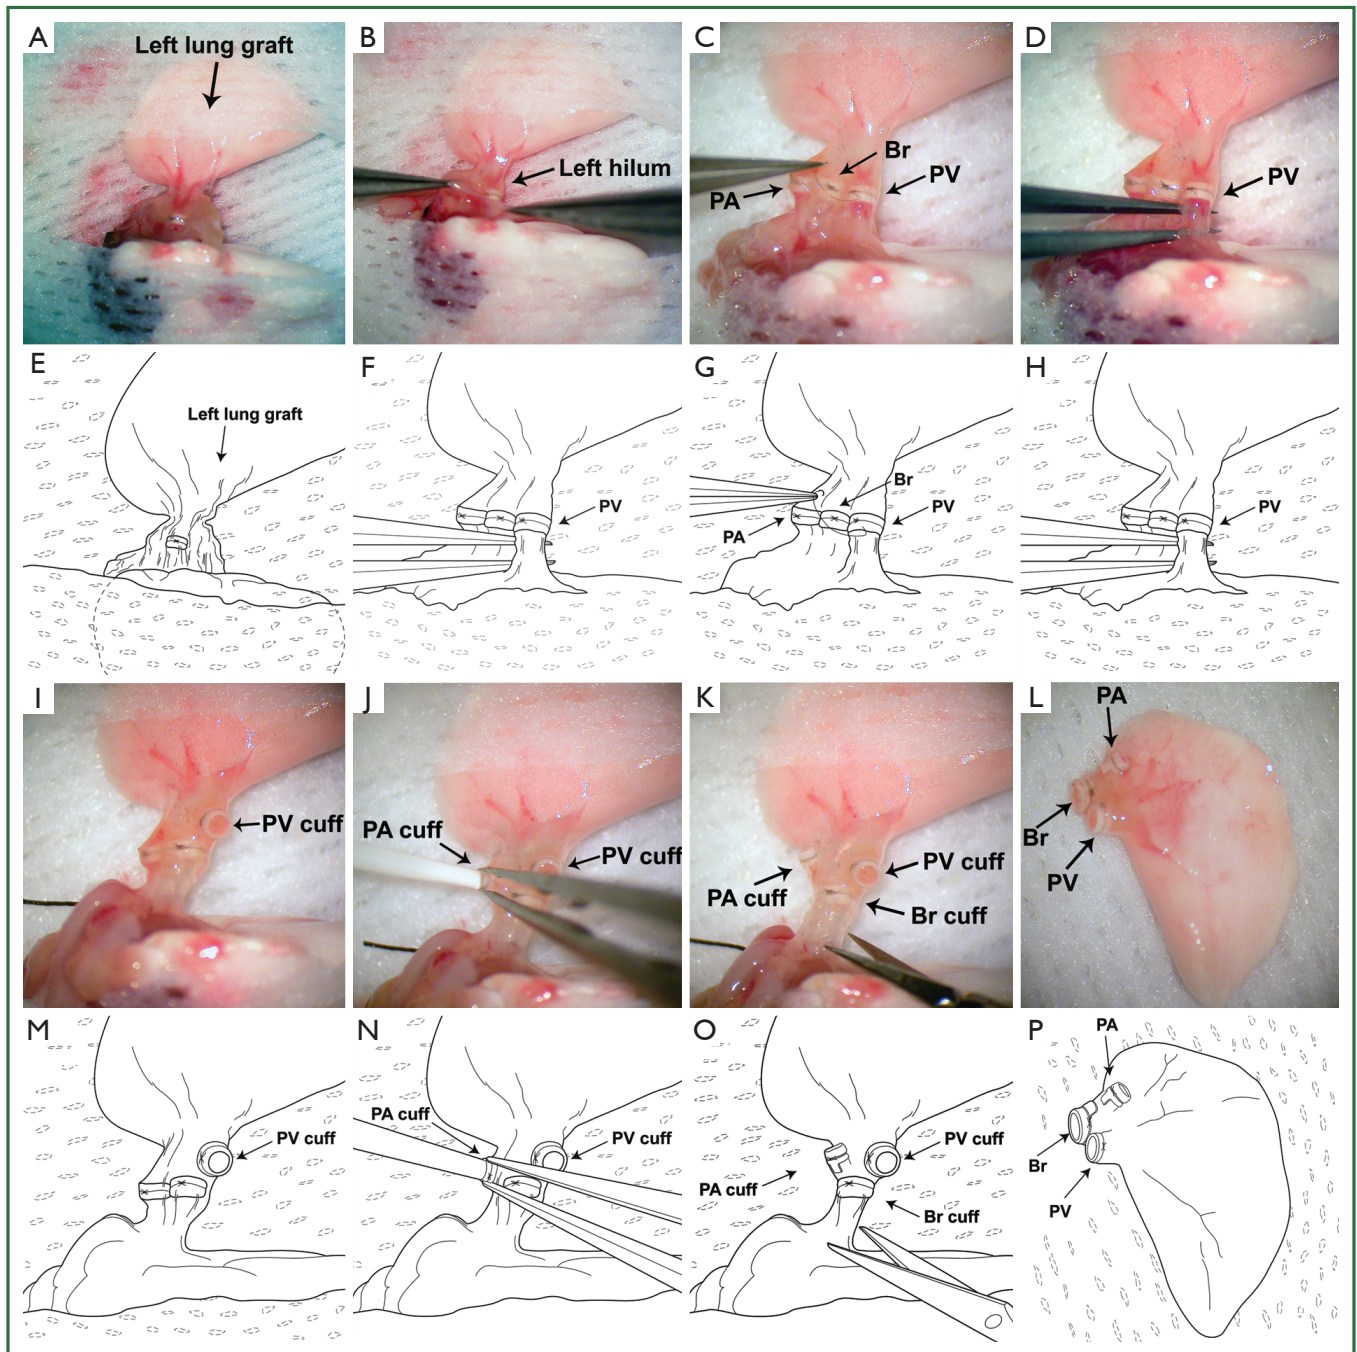 A
Left lung graft
B
Left hilum
C
Br
PA
PV
D
PV
E
Left lung graft
F
PV
G
Br
PV
PA
H
PV
I
PV cuff
J
PA cuff
PV cuff
K
PV cuff
PA cuff
Br cuff
L
PA
Br
PV
M
PV cuff
N
PA cuff
PV cuff
O
PV cuff
PA cuff
Br cuff
P
PA
Br
PV